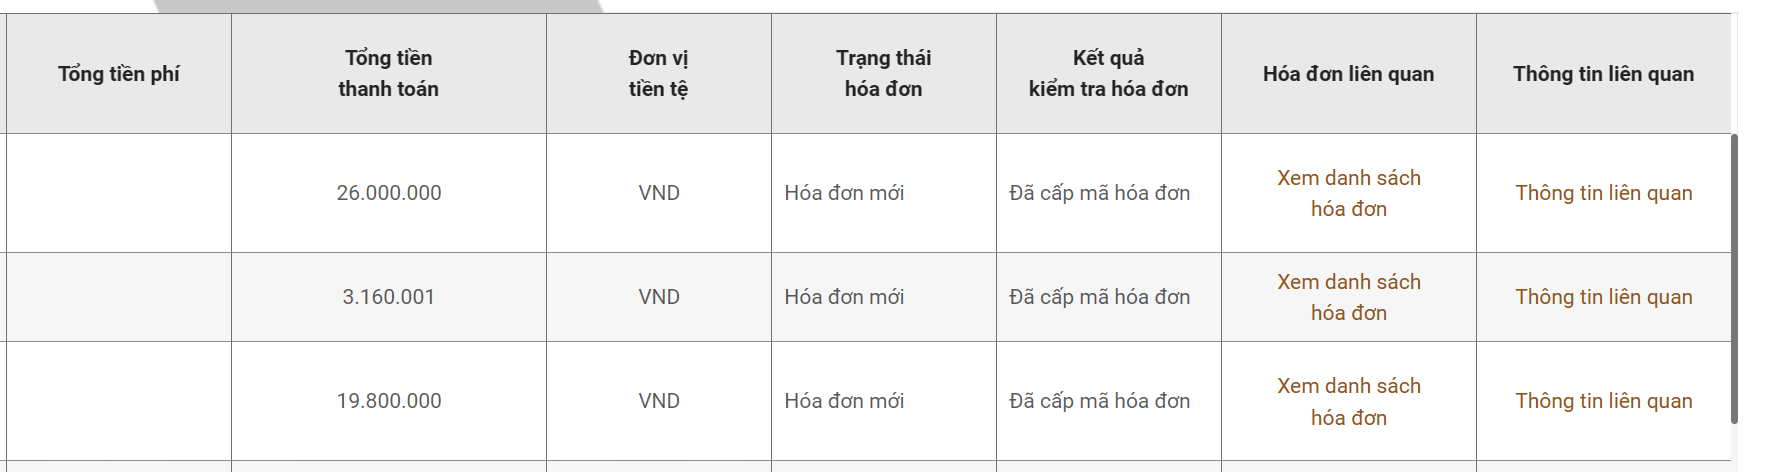 Tổng tiền phí
Tổng tiền
thanh toán
Đơn vị
tiền tệ
Trạng thái
hóa đơn
Kết quả
kiểm tra hóa đơn
Hóa đơn liên quan
Thông tin liên quan
26.000.000
VND
Hóa đơn mới
Đã cấp mã hóa đơn
Xem danh sách
hóa đơn
Thông tin liên quan
3.160.001
VND
Hóa đơn mới
Đã cấp mã hóa đơn
Xem danh sách
hóa đơn
Thông tin liên quan
19.800.000
VND
Hóa đơn mới
Đã cấp mã hóa đơn
Xem danh sách
hóa đơn
Thông tin liên quan